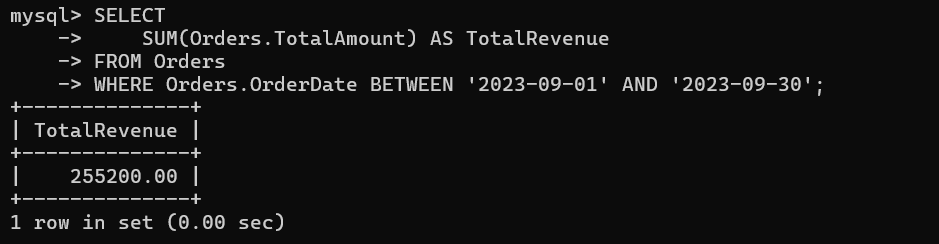 mysql> SELECT
    ->     SUM(Orders.TotalAmount) AS TotalRevenue
    -> FROM Orders
    -> WHERE Orders.OrderDate BETWEEN '2023-09-01' AND '2023-09-30';
+--------------+
| TotalRevenue |
+--------------+
|    255200.00 |
+--------------+
1 row in set (0.00 sec)